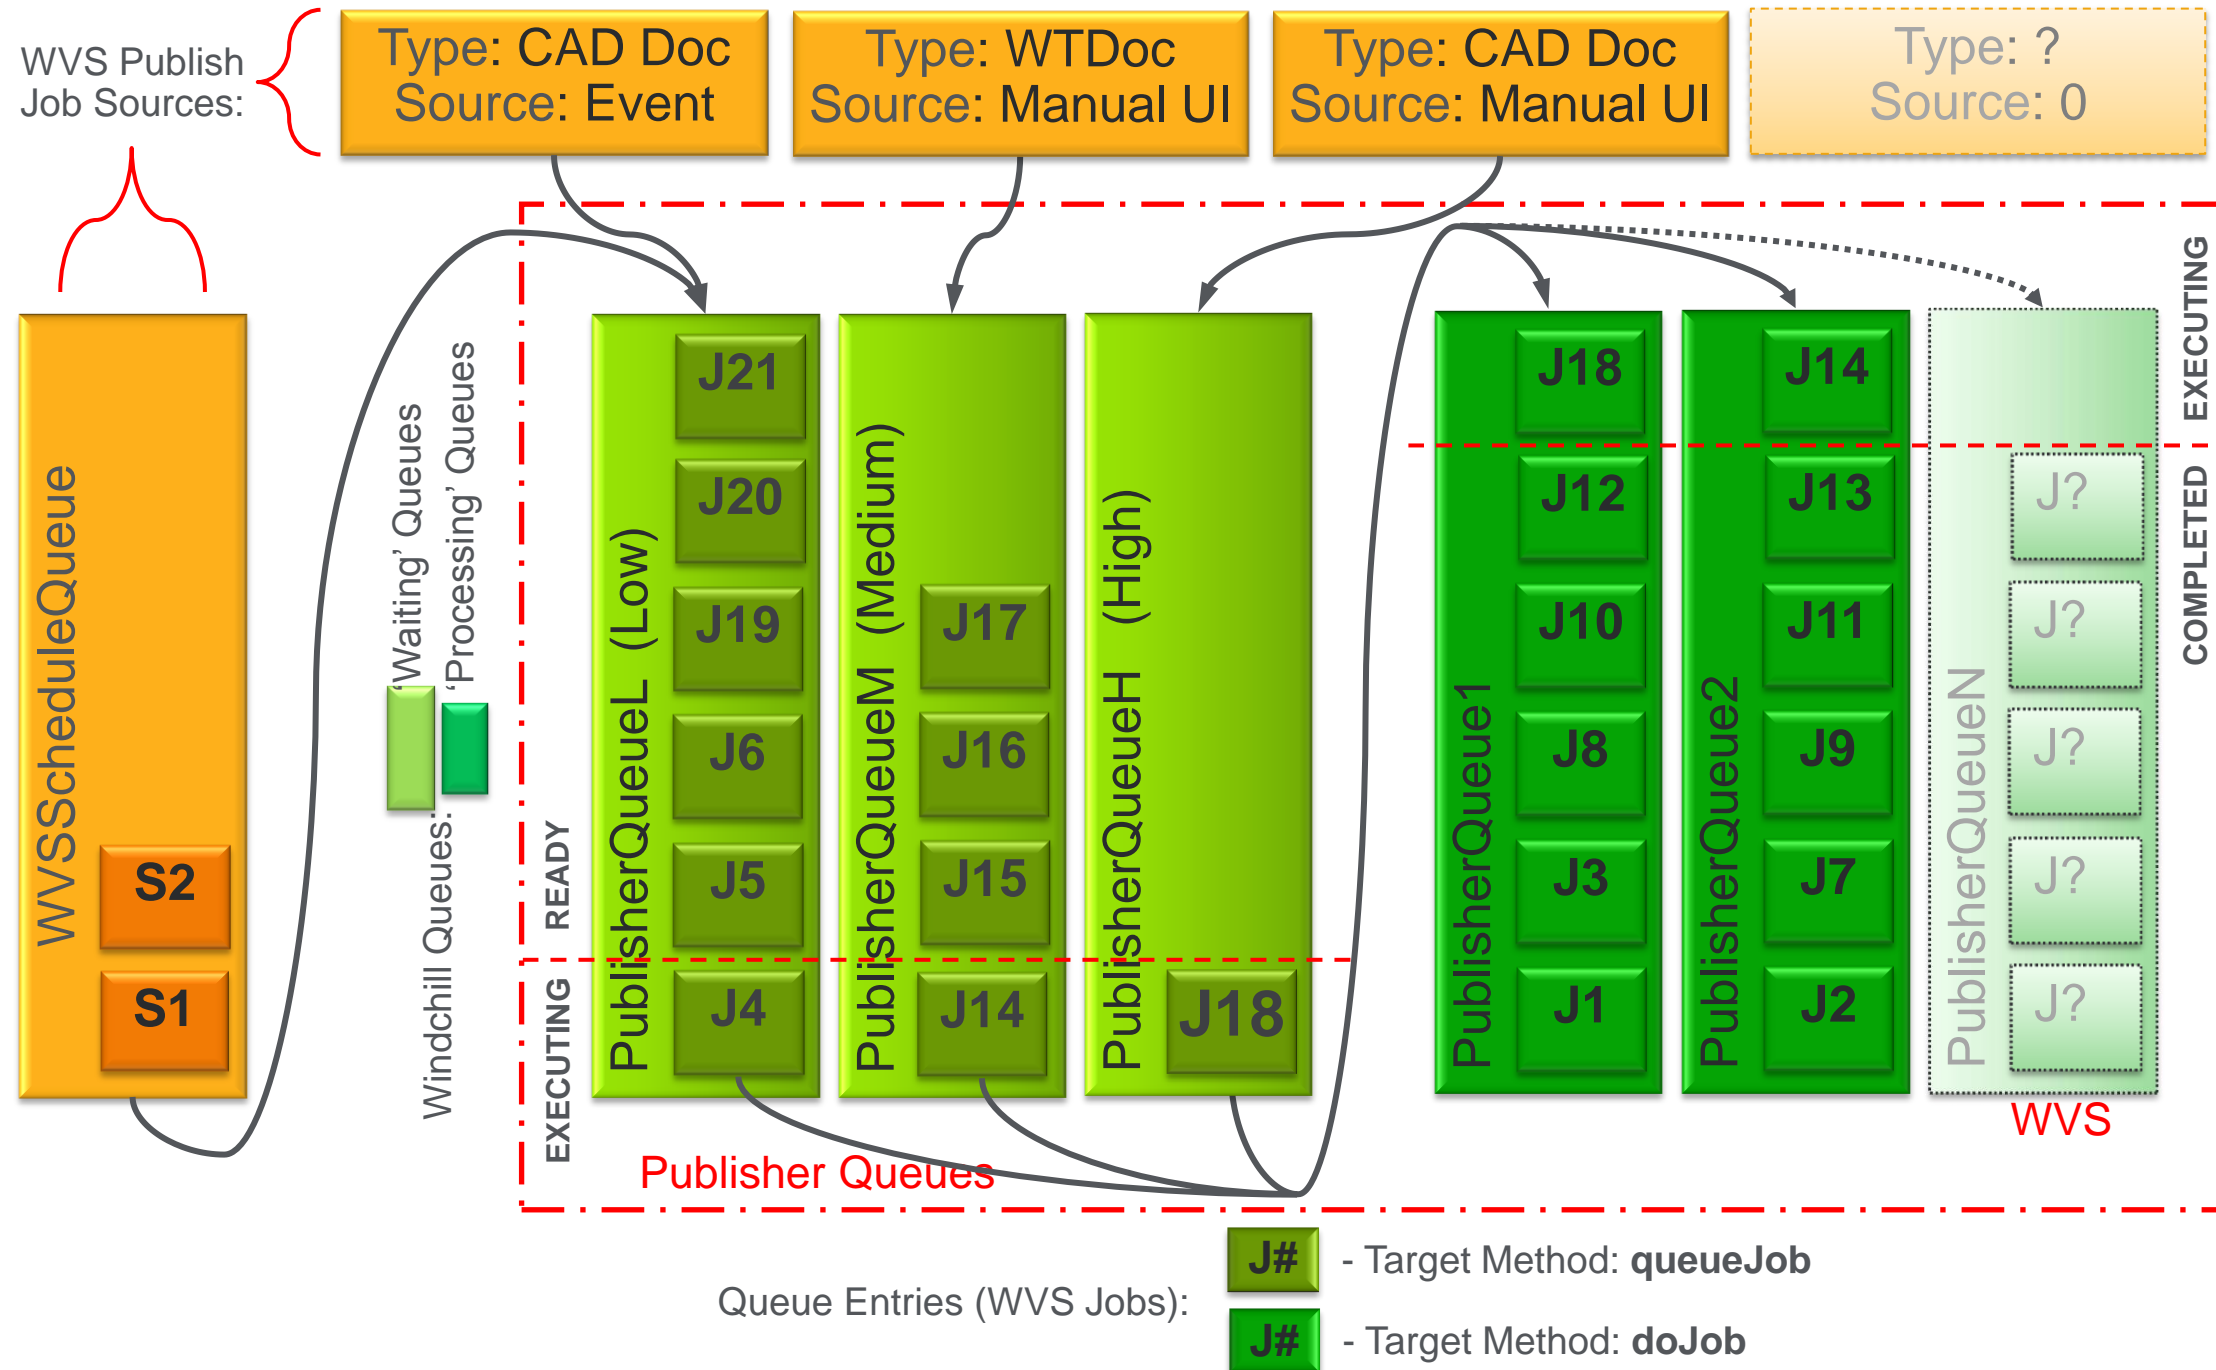 WVS Publish
Job Sources:
Type: CAD Doc
Source: Event
Type: WTDoc
Source: Manual UI
Type: CAD Doc
Source: Manual UI
Type: ?
Source: 0
WVSScheduleQueue
S2
S1
Windchill Queues:
‘Waiting’ Queues
‘Processing’ Queues
READY
EXECUTING
PublisherQueueL (Low)
J21
J20
J19
J6
J5
J4
PublisherQueueM (Medium)
J17
J16
J15
J14
PublisherQueueH (High)
J18
PublisherQueue1
J18
J12
J10
J8
J3
J1
PublisherQueue2
J14
J13
J11
J9
J7
J2
PublisherQueueN
J?
J?
J?
J?
J?
EXECUTING
COMPLETED
WVS
Publisher Queues
Queue Entries (WVS Jobs):
J# - Target Method: queueJob
J# - Target Method: doJob